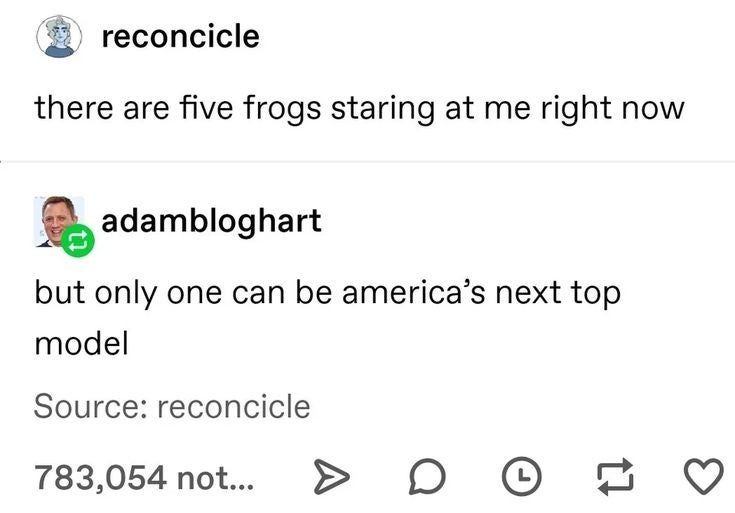 reconcicle
there are five frogs staring at me right now
adambloghart
but only one can be america’s next top
model
Source: reconcicle
783,054 not...